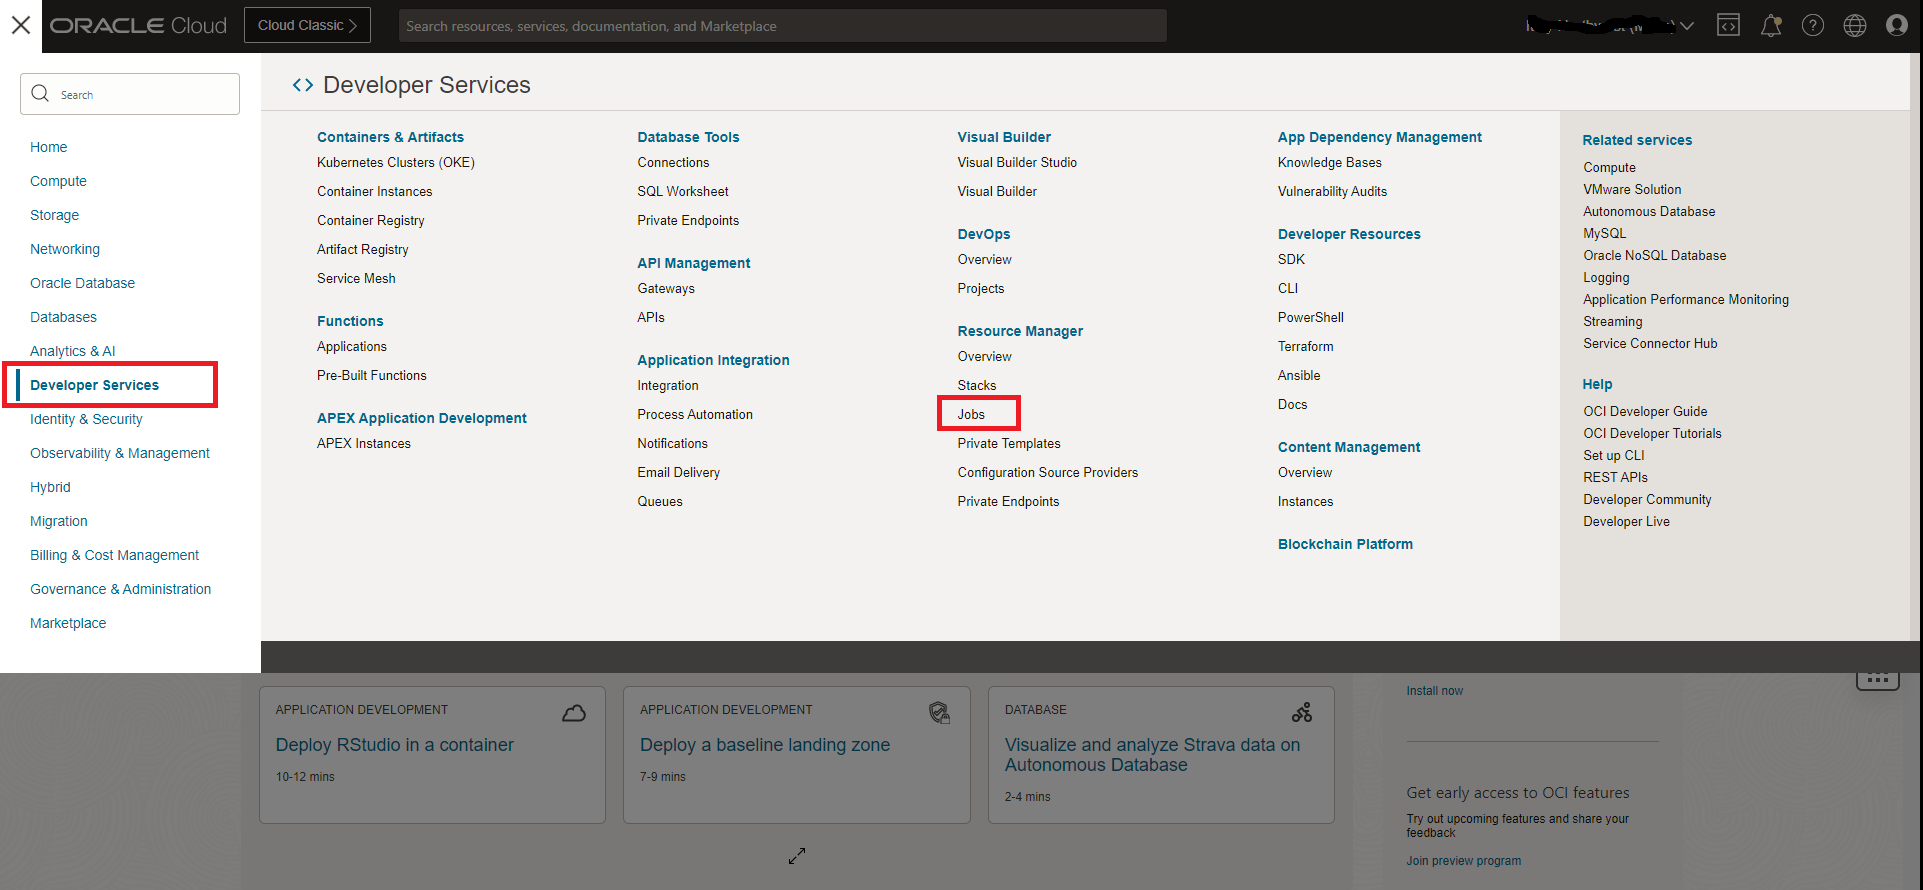 ORACLE Cloud
Cloud Classic
Search resources, services, documentation, and Marketplace
Search
Home
Compute
Storage
Networking
Oracle Database
Databases
Analytics & AI
Developer Services
Identity & Security
Observability & Management
Hybrid
Migration
Billing & Cost Management
Governance & Administration
Marketplace
Developer Services
Containers & Artifacts
Kubernetes Clusters (OKE)
Container Instances
Container Registry
Artifact Registry
Service Mesh
Functions
Applications
Pre-Built Functions
APEX Application Development
APEX Instances
Database Tools
Connections
SQL Worksheet
Private Endpoints
API Management
Gateways
APIs
Application Integration
Integration
Process Automation
Notifications
Email Delivery
Queues
Visual Builder
Visual Builder Studio
Visual Builder
DevOps
Overview
Projects
Resource Manager
Overview
Stacks
Jobs
Private Templates
Configuration Source Providers
Private Endpoints
App Dependency Management
Knowledge Bases
Vulnerability Audits
Developer Resources
SDK
CLI
PowerShell
Terraform
Ansible
Docs
Content Management
Overview
Instances
Blockchain Platform
Related services
Compute
VMware Solution
Autonomous Database
MySQL
Oracle NoSQL Database
Logging
Application Performance Monitoring
Streaming
Service Connector Hub
Help
OCI Developer Guide
OCI Developer Tutorials
Set up CLI
REST APIs
Developer Community
Developer Live
APPLICATION DEVELOPMENT
Deploy RStudio in a container
10-12 mins
APPLICATION DEVELOPMENT
Deploy a baseline landing zone
7-9 mins
DATABASE
Visualize and analyze Strava data on
Autonomous Database
2-4 mins
Install now
Get early access to OCI features
Try out upcoming features and share your
feedback
Join preview program